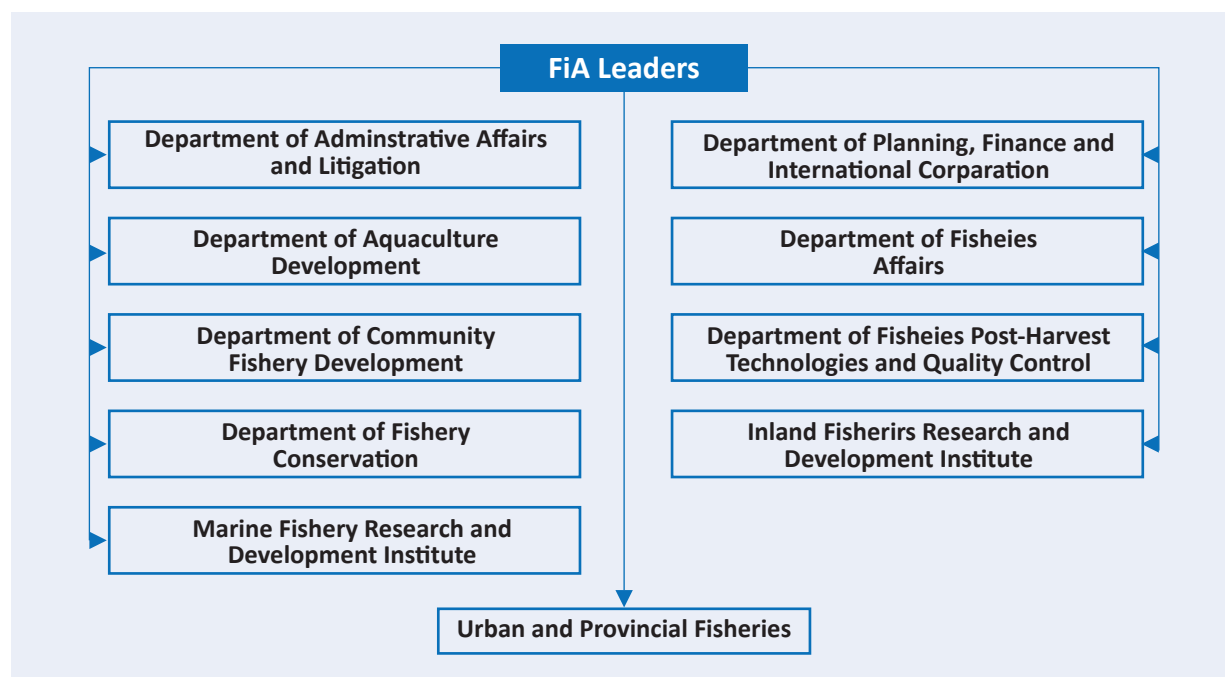 FiA Leaders
Department of Adminstrative Affairs
and Litigation
Department of Aquaculture
Development
Department of Community
Fishery Development
Department of Fishery
Conservation
Marine Fishery Research and
Development Institute
Department of Planning, Finance and
International Corparation
Department of Fisheies
Affairs
Department of Fisheies Post-Harvest
Technologies and Quality Control
Inland Fisherirs Research and
Development Institute
Urban and Provincial Fisheries